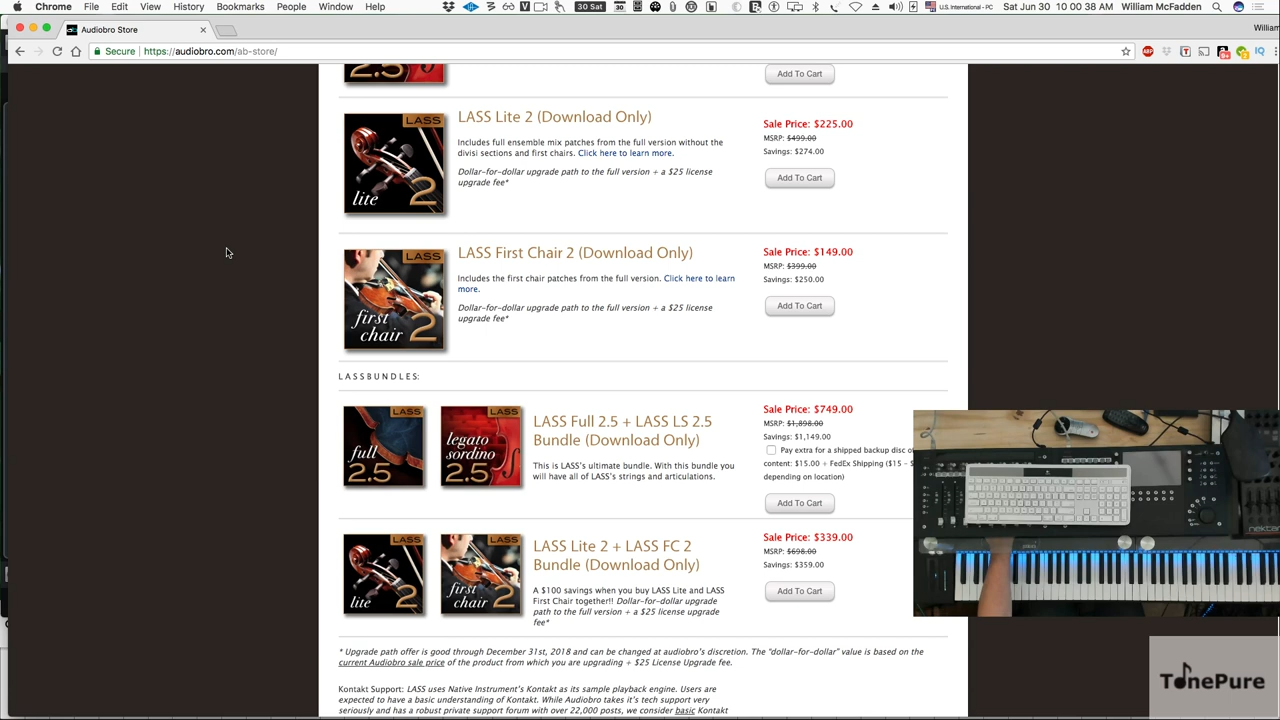 Chrome File Edit View History Bookmarks People Window Help 30 Sat U.S. International - PC Sat Jun 30 10 00 38 AM William McFadden
Audiobro Store
Secure https://audiobro.com/ab-store/
2.5
Add To Cart
LASS
lite 2
LASS Lite 2 (Download Only)
Includes full ensemble mix patches from the full version without the
divisi sections and first chairs. Click here to learn more.
Dollar-for-dollar upgrade path to the full version + a $25 license
upgrade fee*
Sale Price: $225.00
MSRP: $499.00
Savings: $274.00
Add To Cart
LASS
first
chair 2
LASS First Chair 2 (Download Only)
Includes the first chair patches from the full version. Click here to learn
more.
Dollar-for-dollar upgrade path to the full version + a $25 license
upgrade fee*
Sale Price: $149.00
MSRP: $399.00
Savings: $250.00
Add To Cart
LASSBUNDLES:
LASS
full
2.5
LASS
legato
sordino
2.5
LASS Full 2.5 + LASS LS 2.5
Bundle (Download Only)
This is LASS's ultimate bundle. With this bundle you
will have all of LASS's strings and articulations.
Sale Price: $749.00
MSRP: $1,898.00
Savings: $1,149.00
Pay extra for a shipped backup disc of
content: $15.00 + FedEx Shipping ($15 -
depending on location)
Add To Cart
LASS
lite 2
LASS
first
chair 2
LASS Lite 2 + LASS FC 2
Bundle (Download Only)
A $100 savings when you buy LASS Lite and LASS
First Chair together!! Dollar-for-dollar upgrade
path to the full version + a $25 license upgrade
fee*
Sale Price: $339.00
MSRP: $698.00
Savings: $359.00
Add To Cart
* Upgrade path offer is good through December 31st, 2018 and can be changed at audiobro's discretion. The "dollar-for-dollar" value is based on the
current Audiobro sale price of the product from which you are upgrading + $25 License Upgrade fee.
Kontakt Support: LASS uses Native Instrument's Kontakt as its sample playback engine. Users are
expected to have a basic understanding of Kontakt. While Audiobro takes it's tech support very
seriously and has a robust private support forum with over 22,000 posts, we consider basic Kontakt
nektar
TonePure